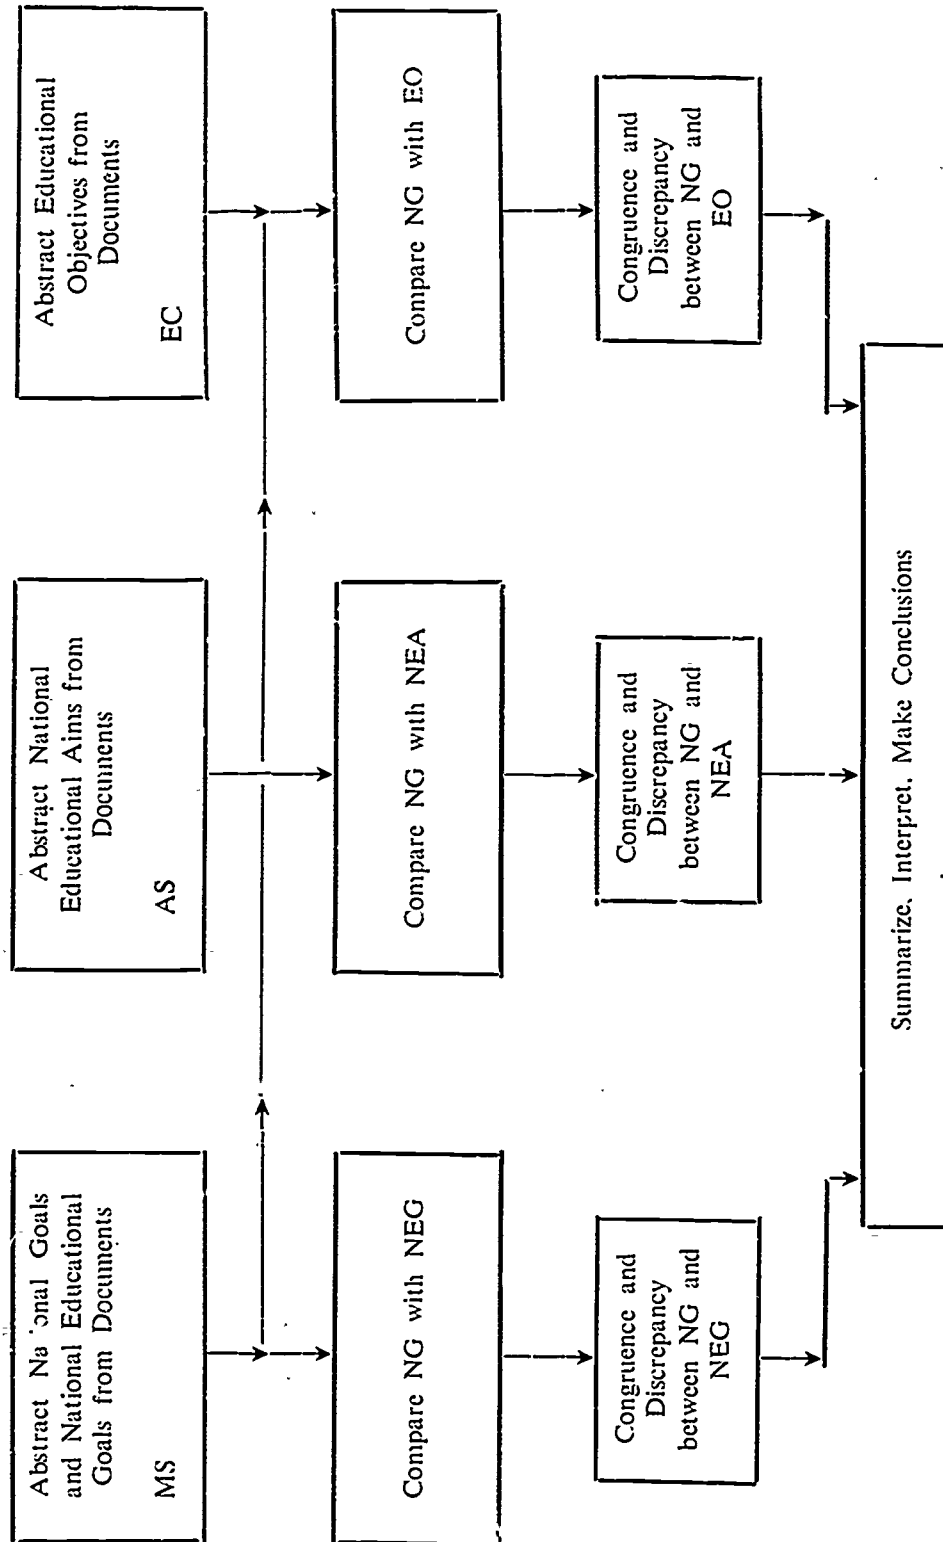 Abstract National Goals
and National Educational
Goals from Documents
MS
Abstract National
Educational Aims from
Documents
AS
Abstract Educational
Objectives from
Documents
EC
Compare NG with NEG
Compare NG with NEA
Compare NG with EO
Congruence and
Discrepancy
between NG and
NEG
Congruence and
Discrepancy
between NG and
NEA
Congruence and
Discrepancy
between NG and
EO
Summarize, Interpret, Make Conclusions